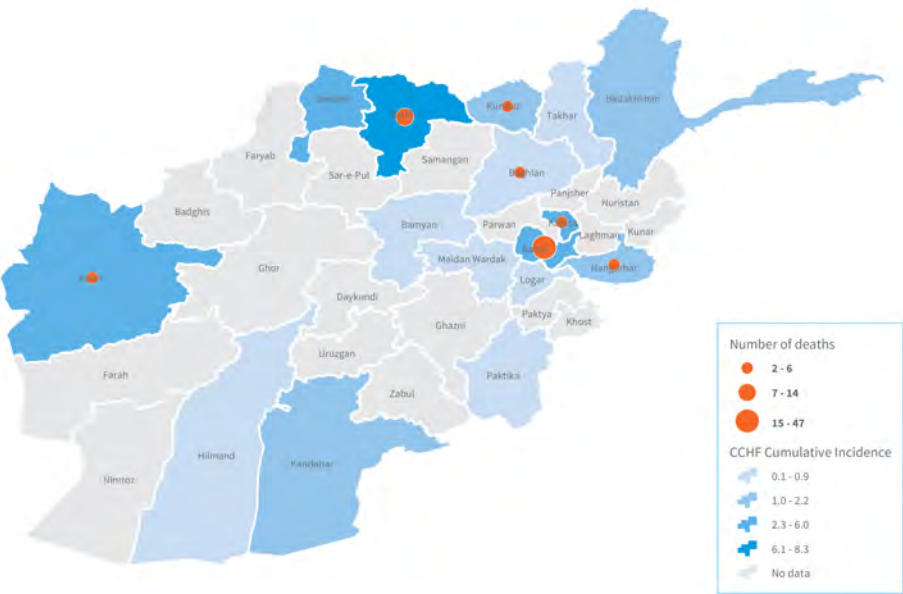 Jawzjan
Kunduz
Takhar
Badakhshan
Faryab
Sar-e-Pul
Samangan
Baghlan
Panjsher
Nuristan
Badghis
Bamyan
Parwan
Kapisa
Laghman
Kunar
Ghor
Maidan Wardak
Kabul
Nangarhar
Logar
Daykundi
Ghazni
Paktya
Khost
Farah
Uruzgan
Zabul
Paktika
Hilmand
Kandahar
Nimroz
Number of deaths
2 - 6
7 - 14
15 - 47
CCHF Cumulative Incidence
0.1 - 0.9
1.0 - 2.2
2.3 - 6.0
6.1 - 8.3
No data